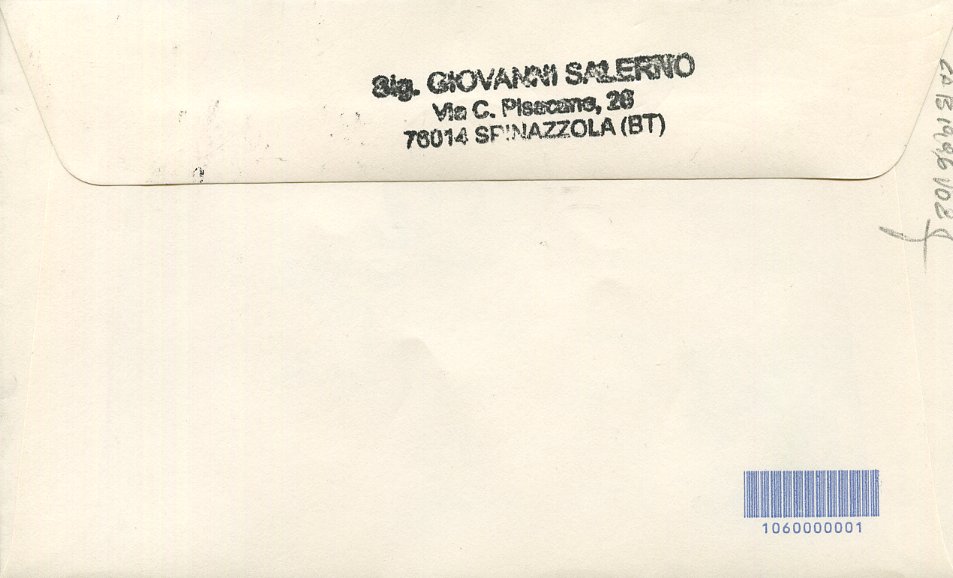 Sig. GIOVANNI SALERNO
Via C. Pisacane, 26
76014 SPINAZZOLA (BT)
1060000001